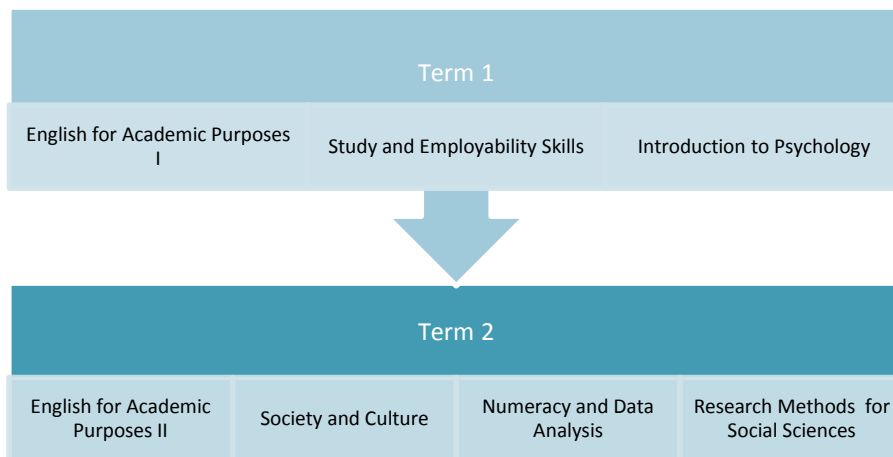 Term 1
English for Academic Purposes
I
Study and Employability Skills
Introduction to Psychology
Term 2
English for Academic
Purposes II
Society and Culture
Numeracy and Data
Analysis
Research Methods for
Social Sciences